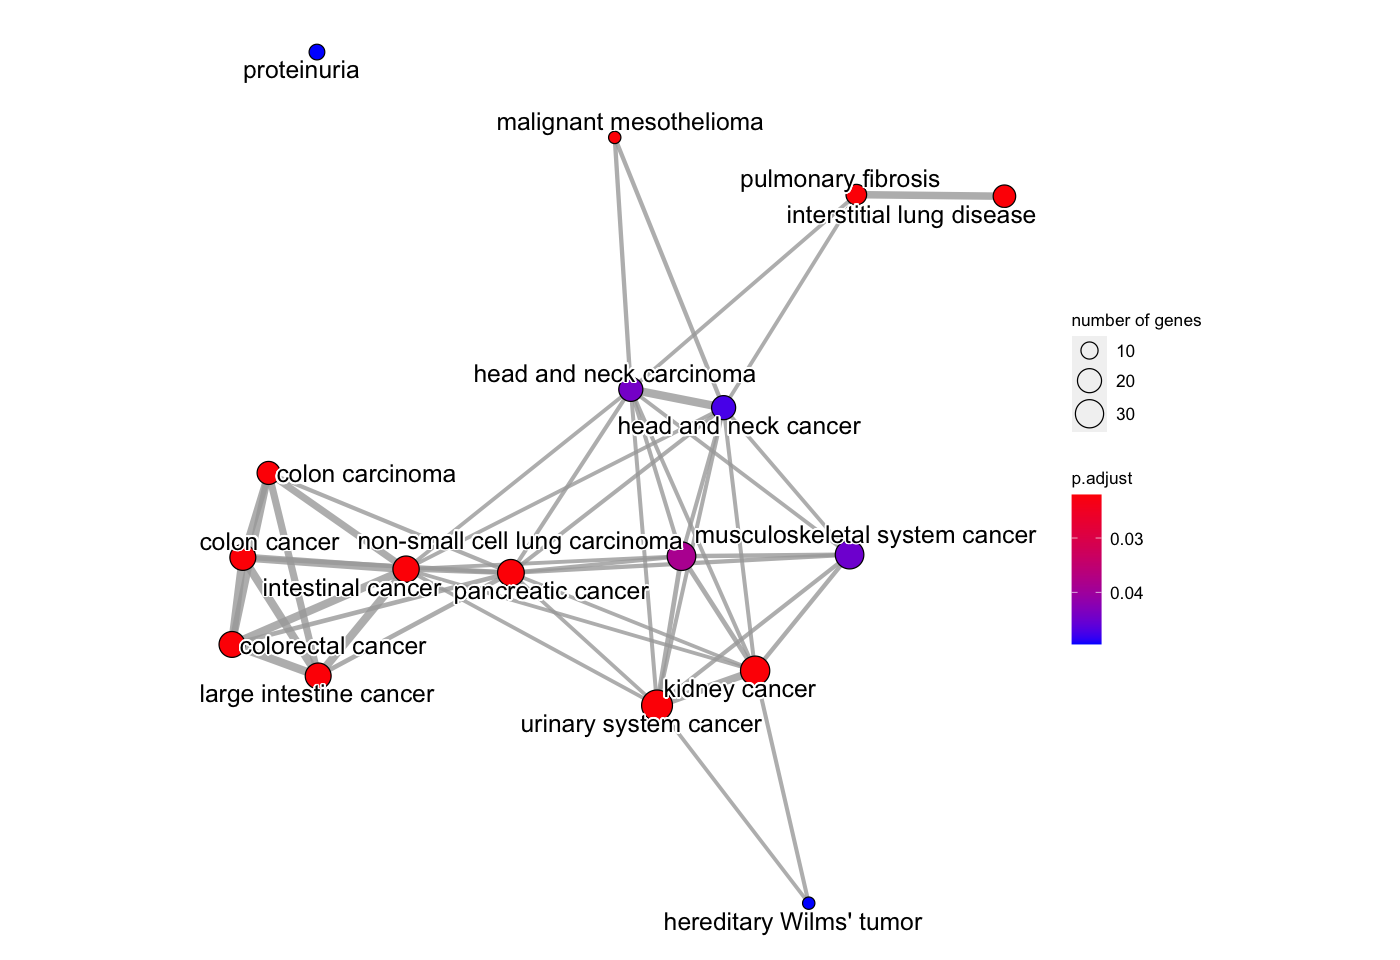 proteinuria
malignant mesothelioma
pulmonary fibrosis
interstitial lung disease
number of genes
10
20
30
head and neck carcinoma
head and neck cancer
colon carcinoma
p.adjust
0.03
0.04
colon cancer
non-small cell lung carcinoma
musculoskeletal system cancer
intestinal cancer
pancreatic cancer
colorectal cancer
large intestine cancer
kidney cancer
urinary system cancer
hereditary Wilms' tumor